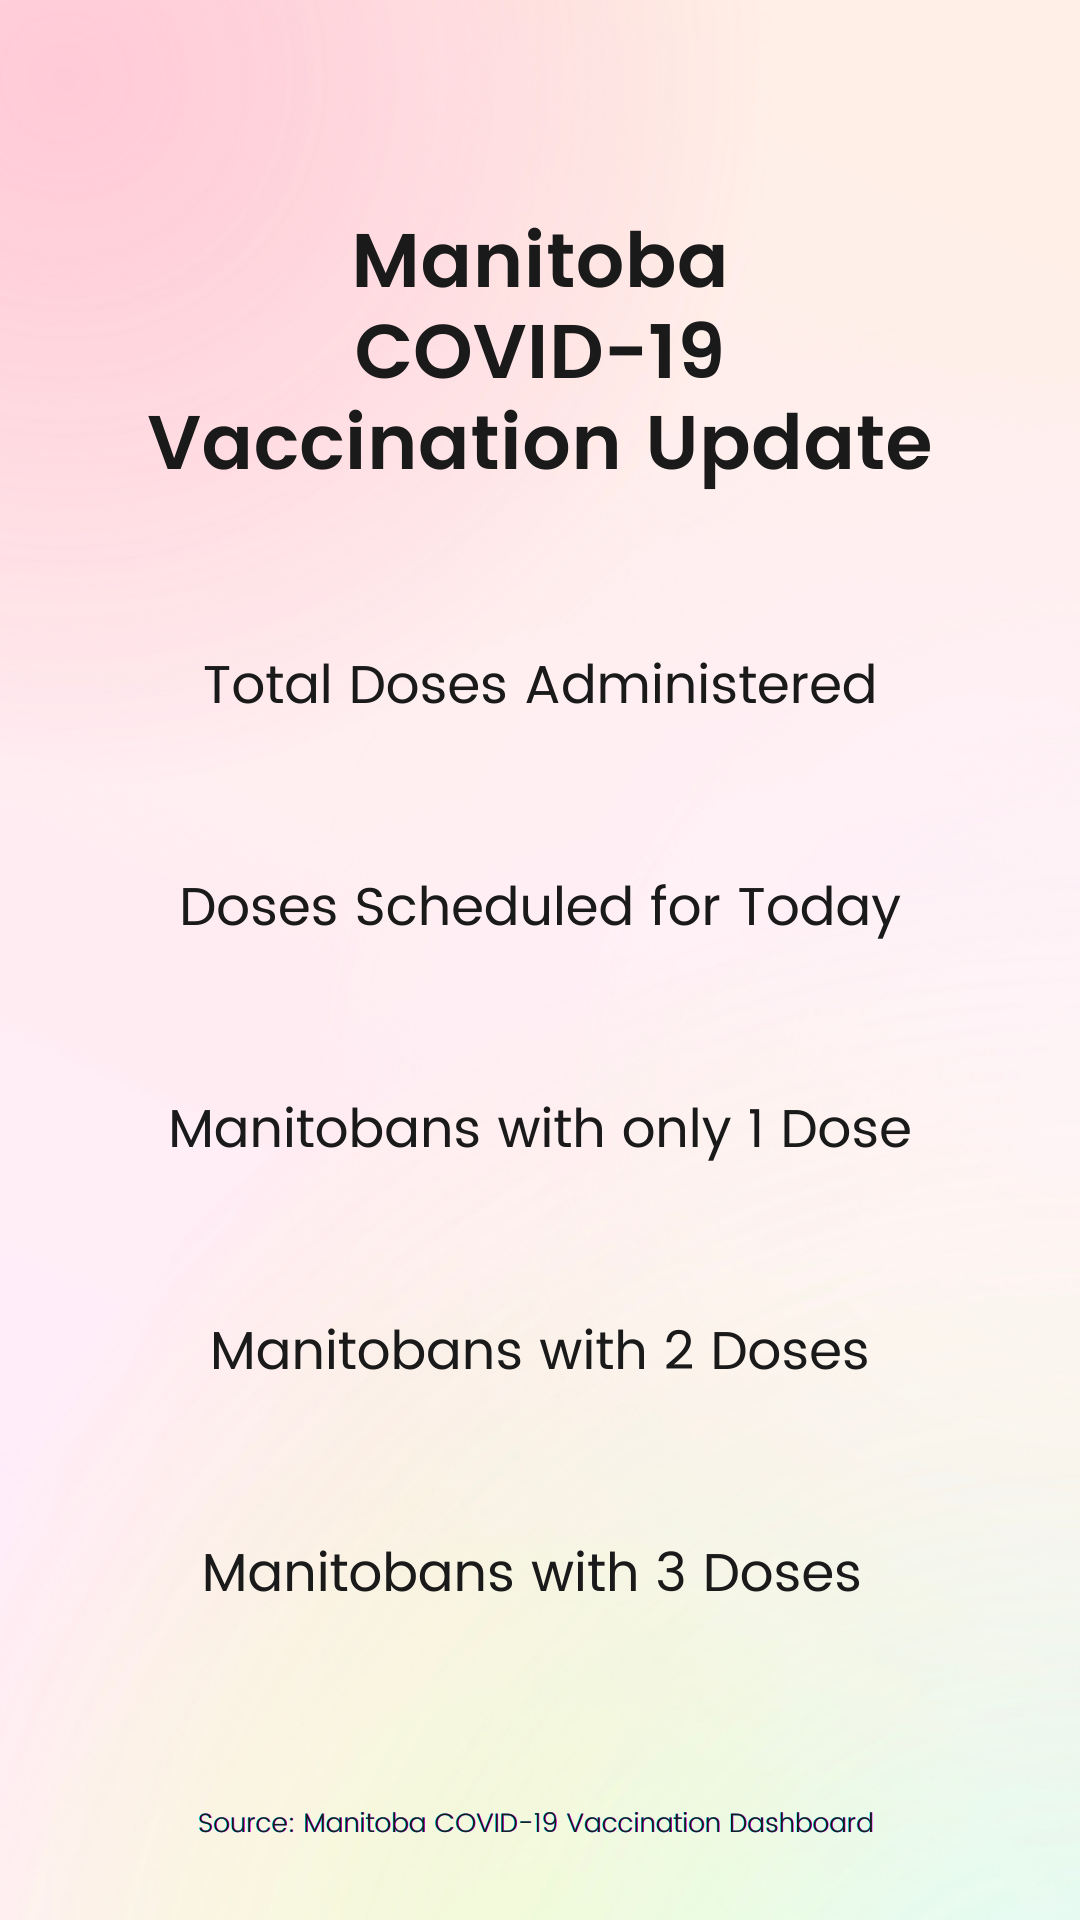 Manitoba
COVID-19
Vaccination Update
Total Doses Administered
Doses Scheduled for Today
Manitobans with only 1 Dose
Manitobans with 2 Doses
Manitobans with 3 Doses
Source: Manitoba COVID-19 Vaccination Dashboard